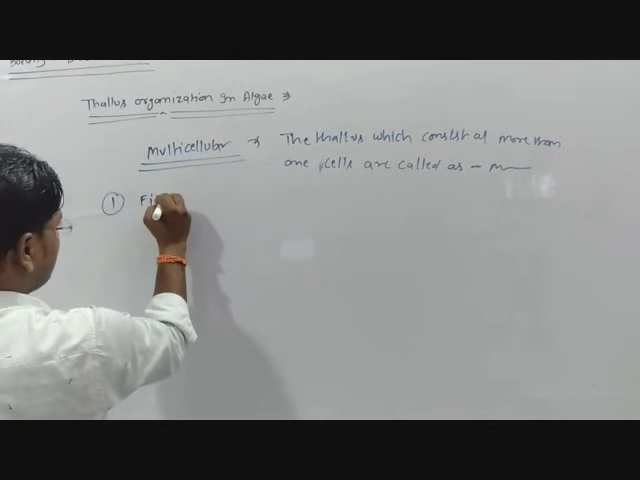 Thallus organization In Algae ⇒
Multicellular → The thallus which consist of more than
one cells are called as – m
① Fi